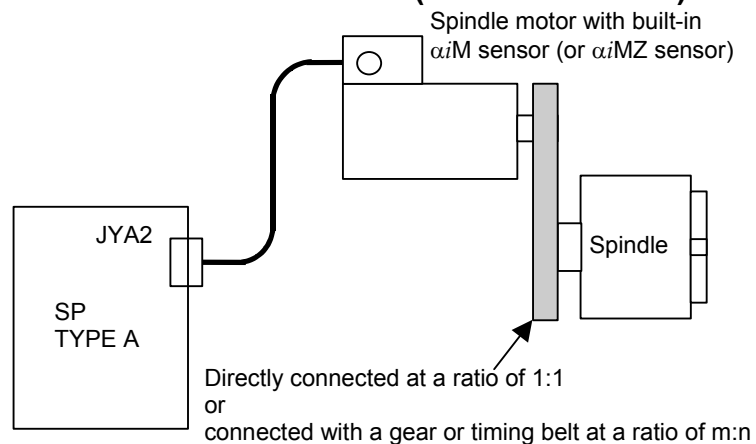 Spindle motor with built-in
αiM sensor (or αiMZ sensor)
JYA2
Spindle
SP
TYPE A
Directly connected at a ratio of 1:1
or
connected with a gear or timing belt at a ratio of m:n